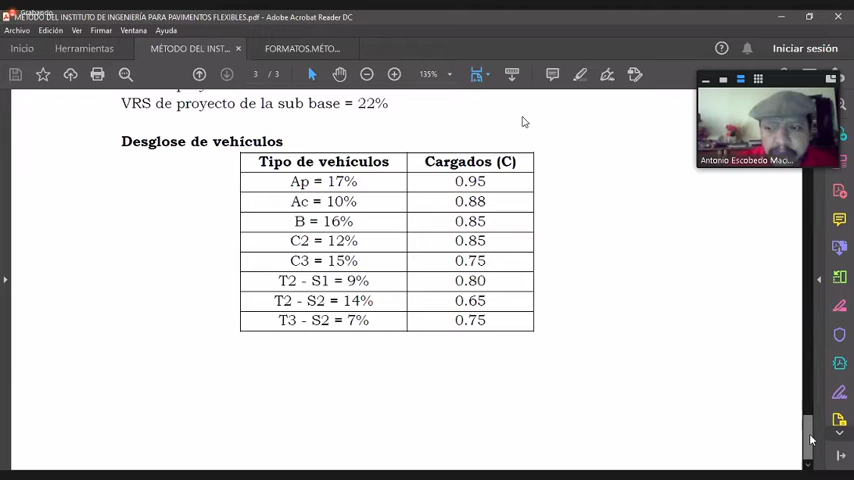 Grabando
MÉTODO DEL INSTITUTO DE INGENIERÍA PARA PAVIMENTOS FLEXIBLES.pdf - Adobe Acrobat Reader DC
Archivo Edición Ver Firmar Ventana Ayuda
Inicio Herramientas MÉTODO DEL INST... × FORMATOS.MÉTO... Iniciar sesión
3 / 3 135%
VRS de proyecto de la sub base = 22%
Antonio Escobedo Maci...
Desglose de vehículos
Tipo de vehículos Cargados (C)
Ap = 17% 0.95
Ac = 10% 0.88
B = 16% 0.85
C2 = 12% 0.85
C3 = 15% 0.75
T2 - S1 = 9% 0.80
T2 - S2 = 14% 0.65
T3 - S2 = 7% 0.75